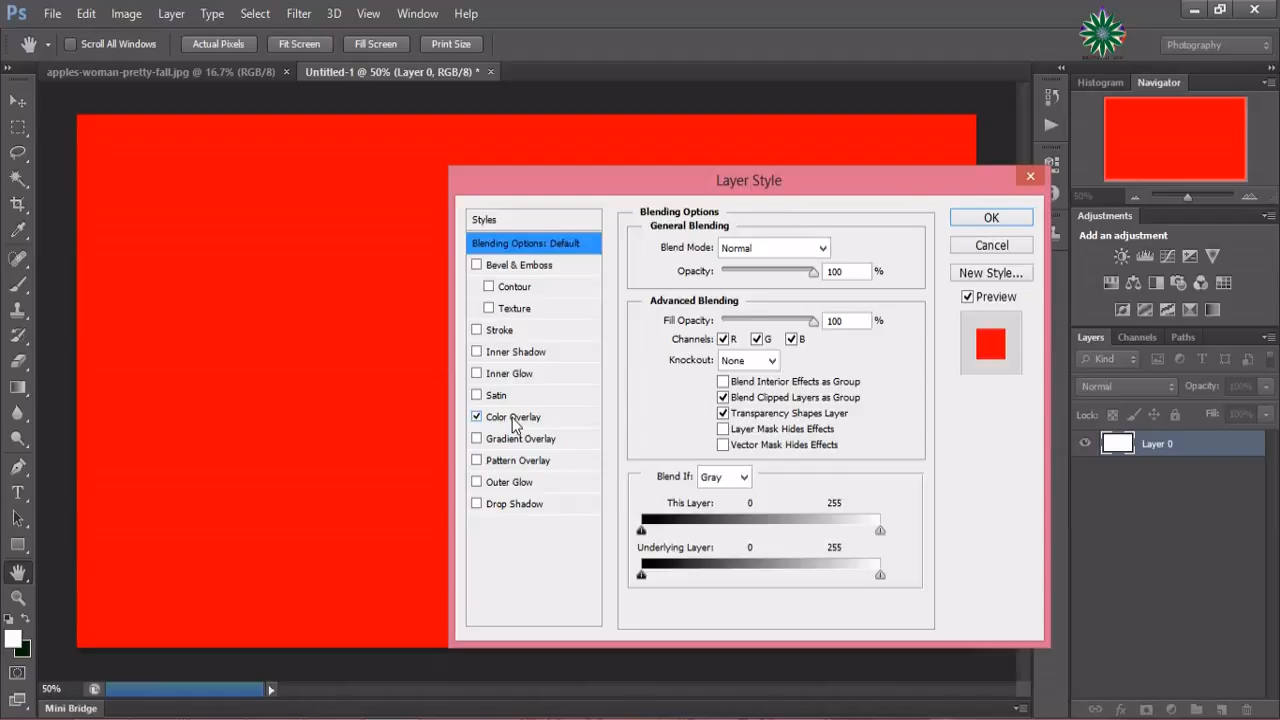 Ps File Edit Image Layer Type Select Filter 3D View Window Help
Scroll All Windows Actual Pixels Fit Screen Fill Screen Print Size Photography
apples-woman-pretty-fall.jpg @ 16.7% (RGB/8) × Untitled-1 @ 50% (Layer 0, RGB/8) * ×
Histogram Navigator
50%
Adjustments
Add an adjustment
Layers Channels Paths
Kind
Normal Opacity: 100%
Lock: Fill: 100%
Layer 0
Layer Style
Styles
Blending Options: Default
Bevel & Emboss
Contour
Texture
Stroke
Inner Shadow
Inner Glow
Satin
Color Overlay
Gradient Overlay
Pattern Overlay
Outer Glow
Drop Shadow
Blending Options
General Blending
Blend Mode: Normal
Opacity: 100 %
Advanced Blending
Fill Opacity: 100 %
Channels: R G B
Knockout: None
Blend Interior Effects as Group
Blend Clipped Layers as Group
Transparency Shapes Layer
Layer Mask Hides Effects
Vector Mask Hides Effects
Blend If: Gray
This Layer: 0 255
Underlying Layer: 0 255
OK
Cancel
New Style...
Preview
50%
Mini Bridge